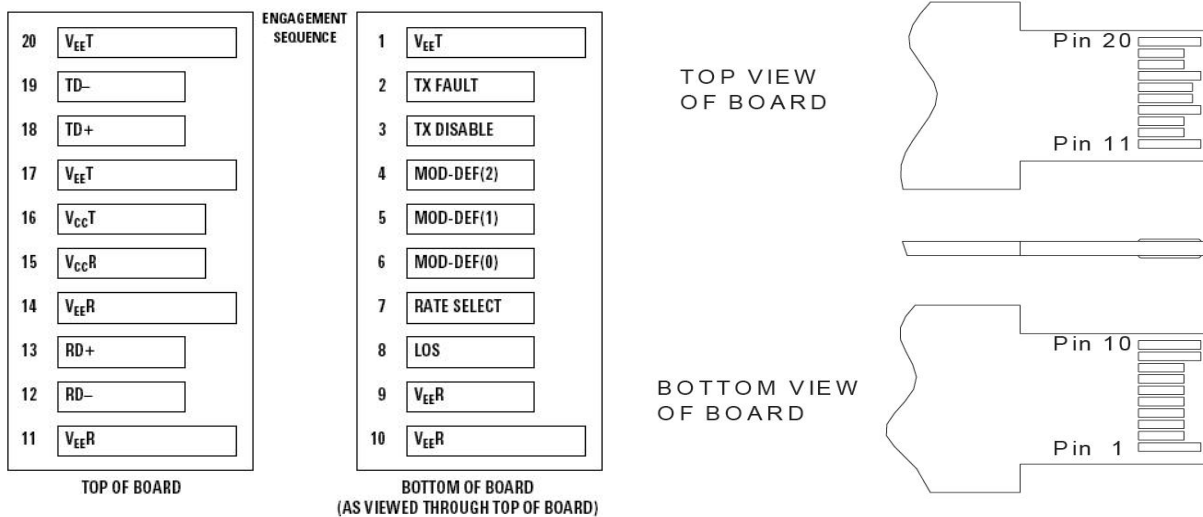 ENGAGEMENT
SEQUENCE
20 VEET
19 TD–
18 TD+
17 VEET
16 VCCT
15 VCCR
14 VEER
13 RD+
12 RD–
11 VEER
TOP OF BOARD
1 VEET
2 TX FAULT
3 TX DISABLE
4 MOD-DEF(2)
5 MOD-DEF(1)
6 MOD-DEF(0)
7 RATE SELECT
8 LOS
9 VEER
10 VEER
BOTTOM OF BOARD
(AS VIEWED THROUGH TOP OF BOARD)
TOP VIEW
OF BOARD
Pin 20
Pin 11
BOTTOM VIEW
OF BOARD
Pin 10
Pin 1